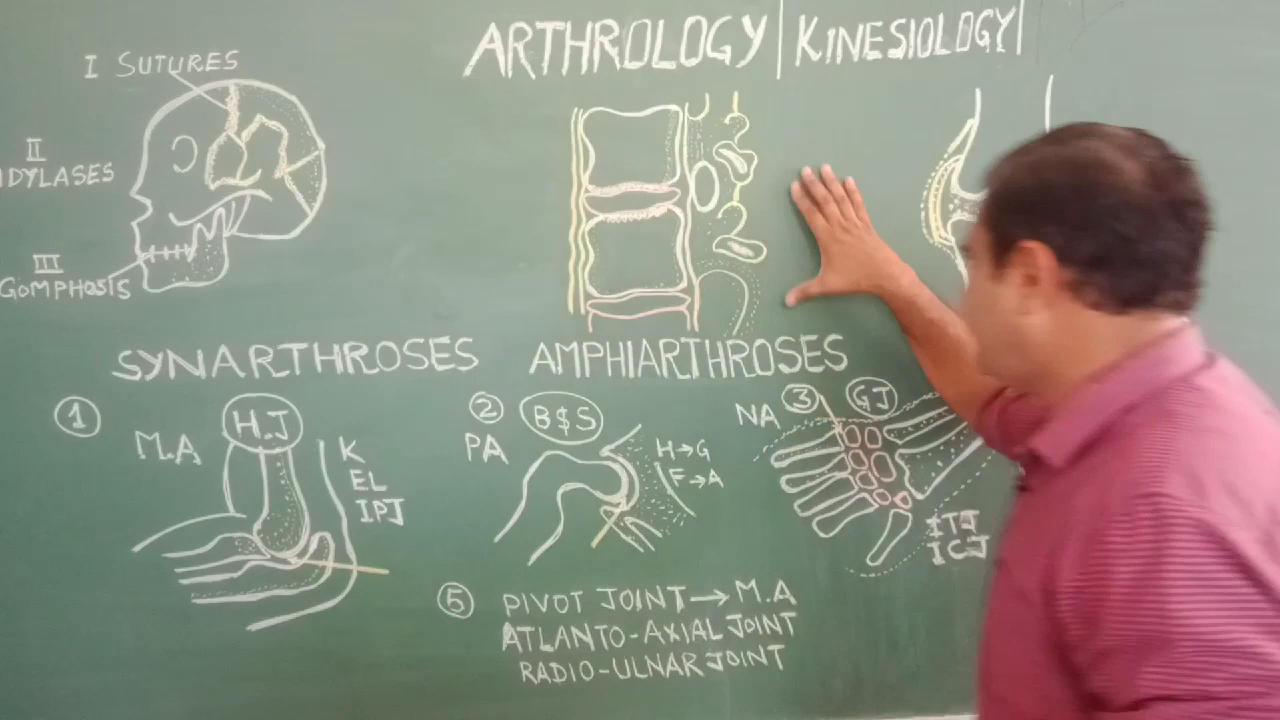 ARTHROLOGY | KINESIOLOGY |
I SUTURES
II
DYLASES
III
GOMPHOSIS
SYNARTHROSES
AMPHIARTHROSES
1
H.J
M.A
K
EL
IPJ
2
B$S
PA
H→G
F→A
NA
3
GJ
ITJ
ICJ
5 PIVOT JOINT→M.A
ATLANTO-AXIAL JOINT
RADIO-ULNAR JOINT